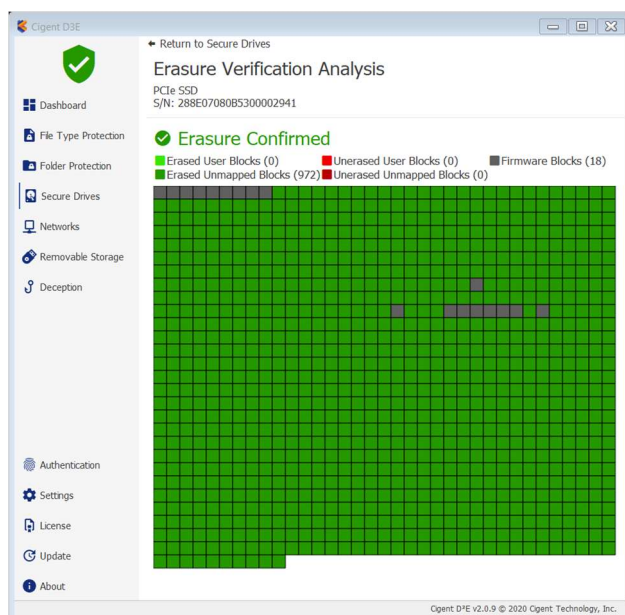 Cigent D3E
Return to Secure Drives
Erasure Verification Analysis
PCIe SSD
S/N: 288E07080B5300002941
Dashboard
File Type Protection
Folder Protection
Secure Drives
Networks
Removable Storage
Deception
Erasure Confirmed
Erased User Blocks (0) Unerased User Blocks (0) Firmware Blocks (18)
Erased Unmapped Blocks (972) Unerased Unmapped Blocks (0)
Authentication
Settings
License
Update
About
Cigent D³E v2.0.9 © 2020 Cigent Technology, Inc.